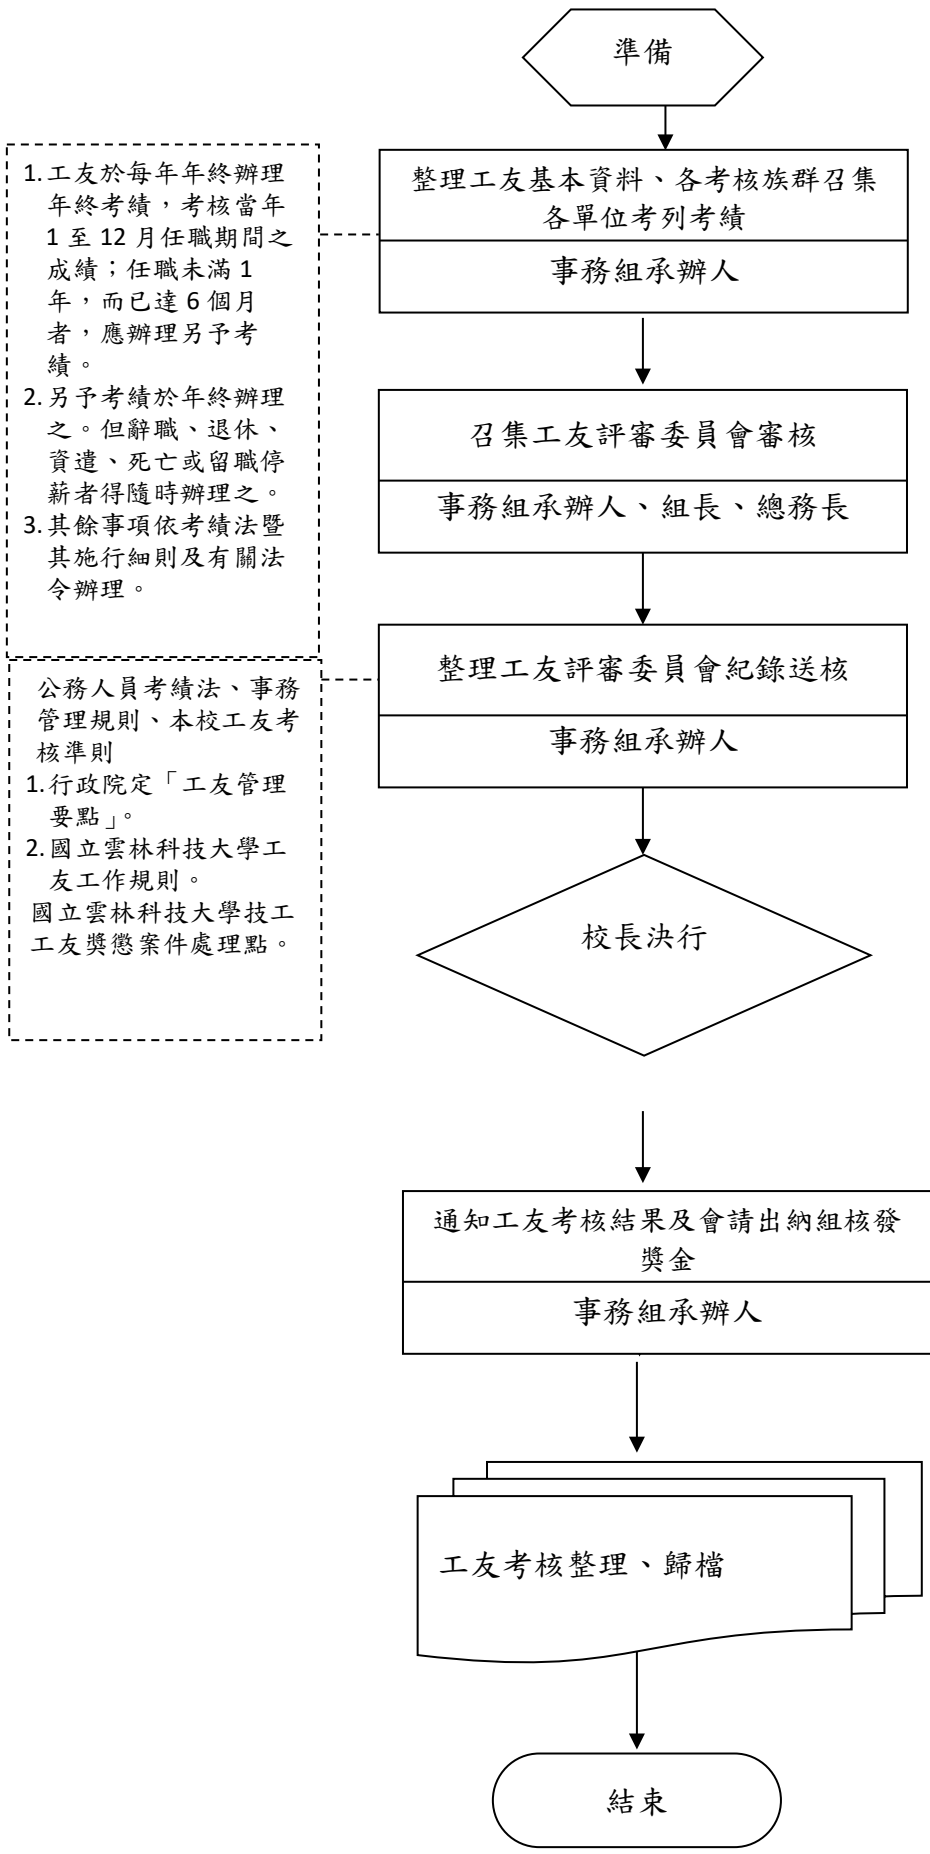 準備
整理工友基本資料、各考核族群召集
各單位考列考績
事務組承辦人
1.工友於每年年終辦理
年終考績，考核當年
1 至 12 月任職期間之
成績；任職未滿 1
年，而已達 6 個月
者，應辦理另予考
績。
2.另予考績於年終辦理
之。但辭職、退休、
資遣、死亡或留職停
薪者得隨時辦理之。
3.其餘事項依考績法暨
其施行細則及有關法
令辦理。
召集工友評審委員會審核
事務組承辦人、組長、總務長
整理工友評審委員會紀錄送核
事務組承辦人
公務人員考績法、事務
管理規則、本校工友考
核準則
1.行政院定「工友管理
要點」。
2.國立雲林科技大學工
友工作規則。
國立雲林科技大學技工
工友獎懲案件處理點。
校長決行
通知工友考核結果及會請出納組核發
獎金
事務組承辦人
工友考核整理、歸檔
結束